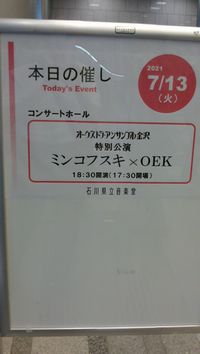 本日の催し
Today's Event
2021
7/13
(火)
コンサートホール
オーケストラ・アンサンブル金沢
特別公演
ミンコフスキ×OEK
18:30開演(17:30開場)
石川県立音楽堂